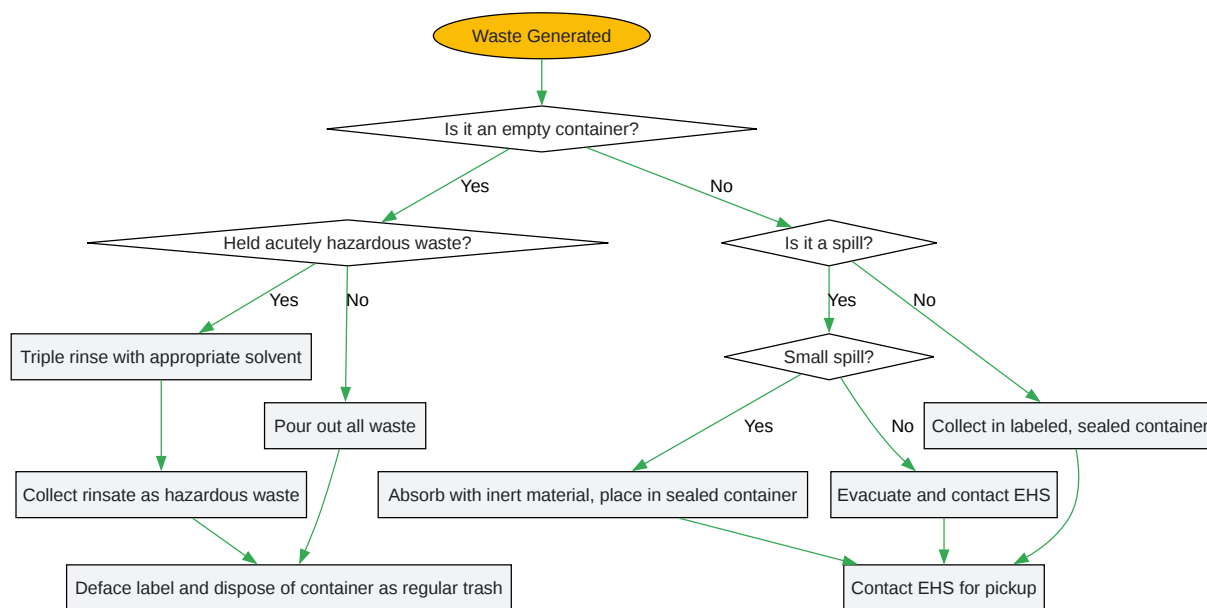 Waste Generated
Is it an empty container?
Yes
No
Held acutely hazardous waste?
Is it a spill?
Yes
No
Yes
No
Triple rinse with appropriate solvent
Small spill?
Pour out all waste
Yes
No
Collect in labeled, sealed container
Collect rinsate as hazardous waste
Absorb with inert material, place in sealed container
Evacuate and contact EHS
Deface label and dispose of container as regular trash
Contact EHS for pickup